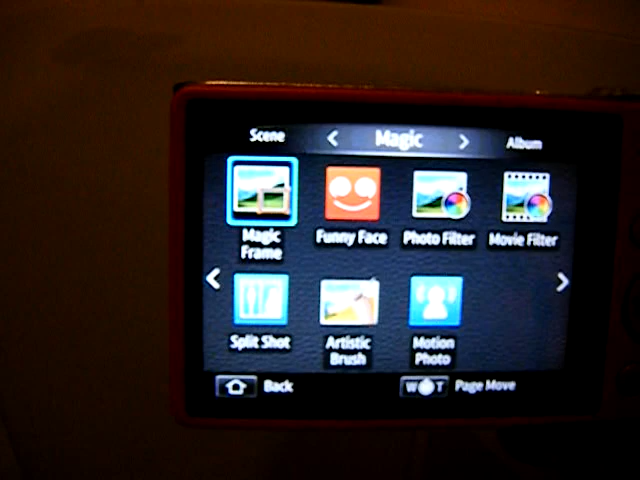 Scene < Magic > Album
Magic Frame
Funny Face
Photo Filter
Movie Filter
Split Shot
Artistic Brush
Motion Photo
Back
W T Page Move